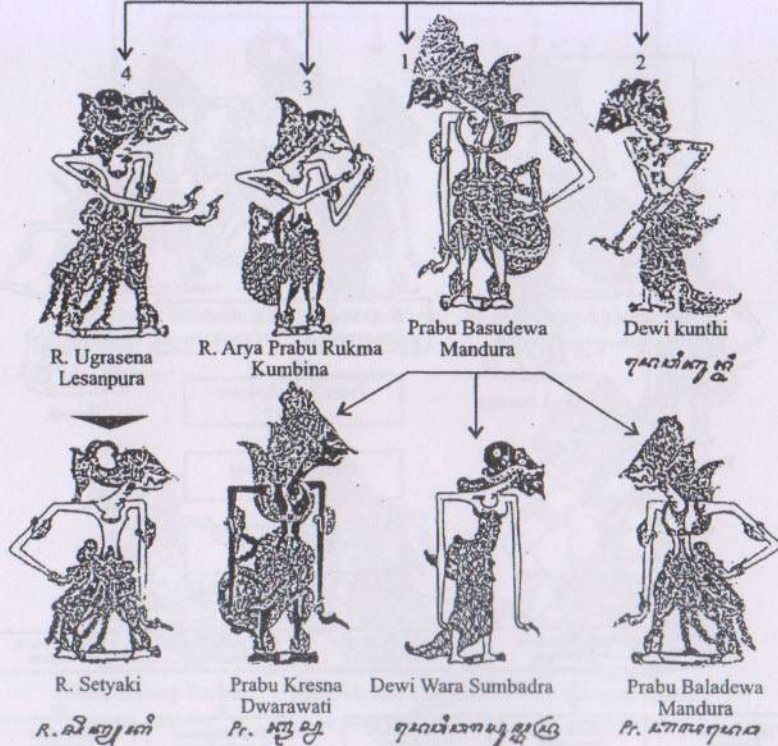 4
3
1
2
R. Ugrasena
Lesanpura
R. Arya Prabu Rukma
Kumbina
Prabu Basudewa
Mandura
Dewi kunthi
R. Setyaki
Prabu Kresna
Dwarawati
Dewi Wara Sumbadra
Prabu Baladewa
Mandura
R.
Pr.
Pr.